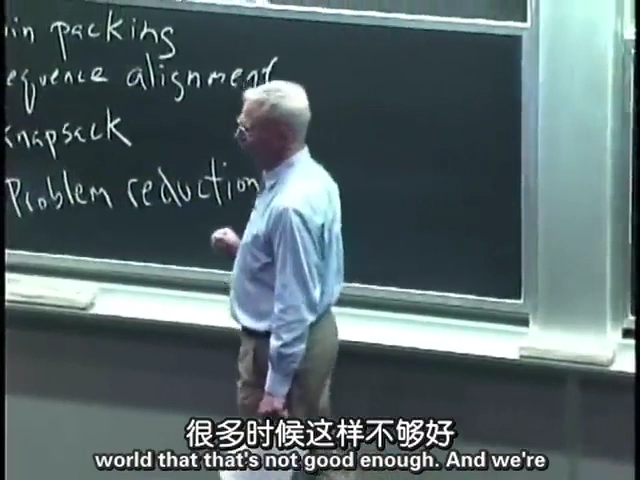 in packing
equence alignment
knapsack
Problem reduction
很多时候这样不够好
world that that's not good enough. And we're